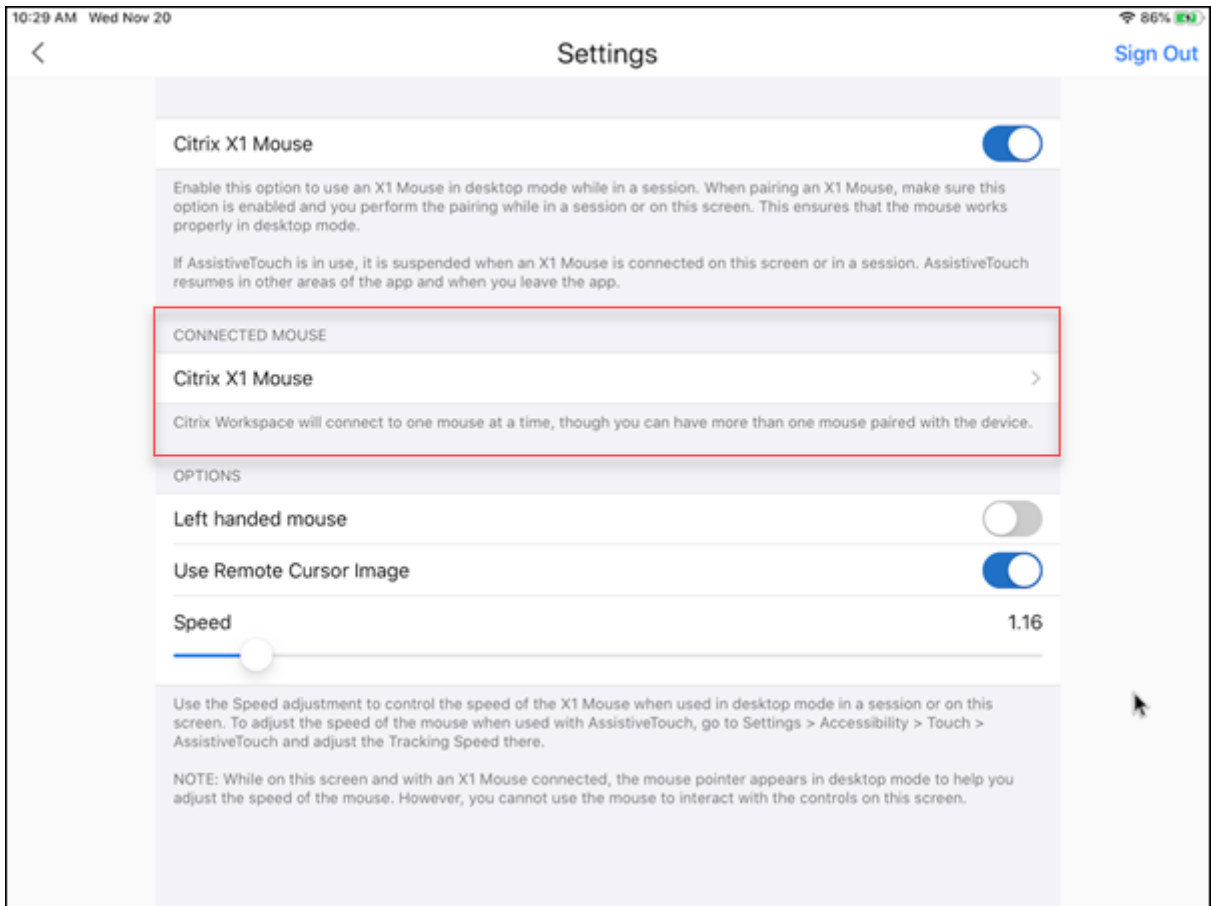 10:29 AM Wed Nov 20
86%
Settings
Sign Out
Citrix X1 Mouse
Enable this option to use an X1 Mouse in desktop mode while in a session. When pairing an X1 Mouse, make sure this
option is enabled and you perform the pairing while in a session or on this screen. This ensures that the mouse works
properly in desktop mode.
If AssistiveTouch is in use, it is suspended when an X1 Mouse is connected on this screen or in a session. AssistiveTouch
resumes in other areas of the app and when you leave the app.
CONNECTED MOUSE
Citrix X1 Mouse
Citrix Workspace will connect to one mouse at a time, though you can have more than one mouse paired with the device.
OPTIONS
Left handed mouse
Use Remote Cursor Image
Speed 1.16
Use the Speed adjustment to control the speed of the X1 Mouse when used in desktop mode in a session or on this
screen. To adjust the speed of the mouse when used with AssistiveTouch, go to Settings > Accessibility > Touch >
AssistiveTouch and adjust the Tracking Speed there.
NOTE: While on this screen and with an X1 Mouse connected, the mouse pointer appears in desktop mode to help you
adjust the speed of the mouse. However, you cannot use the mouse to interact with the controls on this screen.